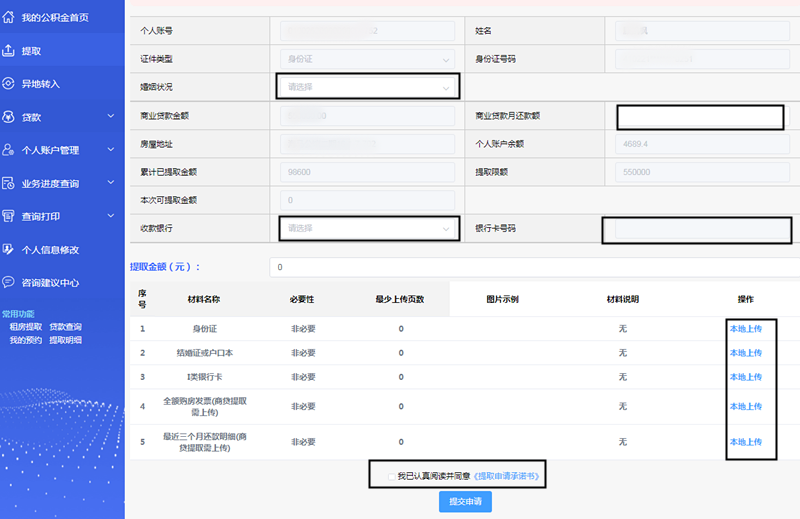 我的公积金首页
提取
异地转入
贷款
个人账户管理
业务进度查询
查询打印
个人信息修改
咨询建议中心
常用功能
租房提取 贷款查询
我的预约 提取明细
个人账号 姓名
证件类型 身份证 身份证号码
婚姻状况 请选择
商业贷款金额 商业贷款月还款额
房屋地址 个人账户余额 4689.4
累计已提取金额 98600 提取限额 550000
本次可提取金额 0
收款银行 请选择 银行卡号码
提取金额（元）： 0
序号 材料名称 必要性 最少上传页数 图片示例 材料说明 操作
1 身份证 非必要 0 无 本地上传
2 结婚证或户口本 非必要 0 无 本地上传
3 I类银行卡 非必要 0 无 本地上传
4 全额购房发票(商贷提取
需上传) 非必要 0 无 本地上传
5 最近三个月还款明细(商
贷提取需上传) 非必要 0 无 本地上传
我已认真阅读并同意《提取申请承诺书》
提交申请